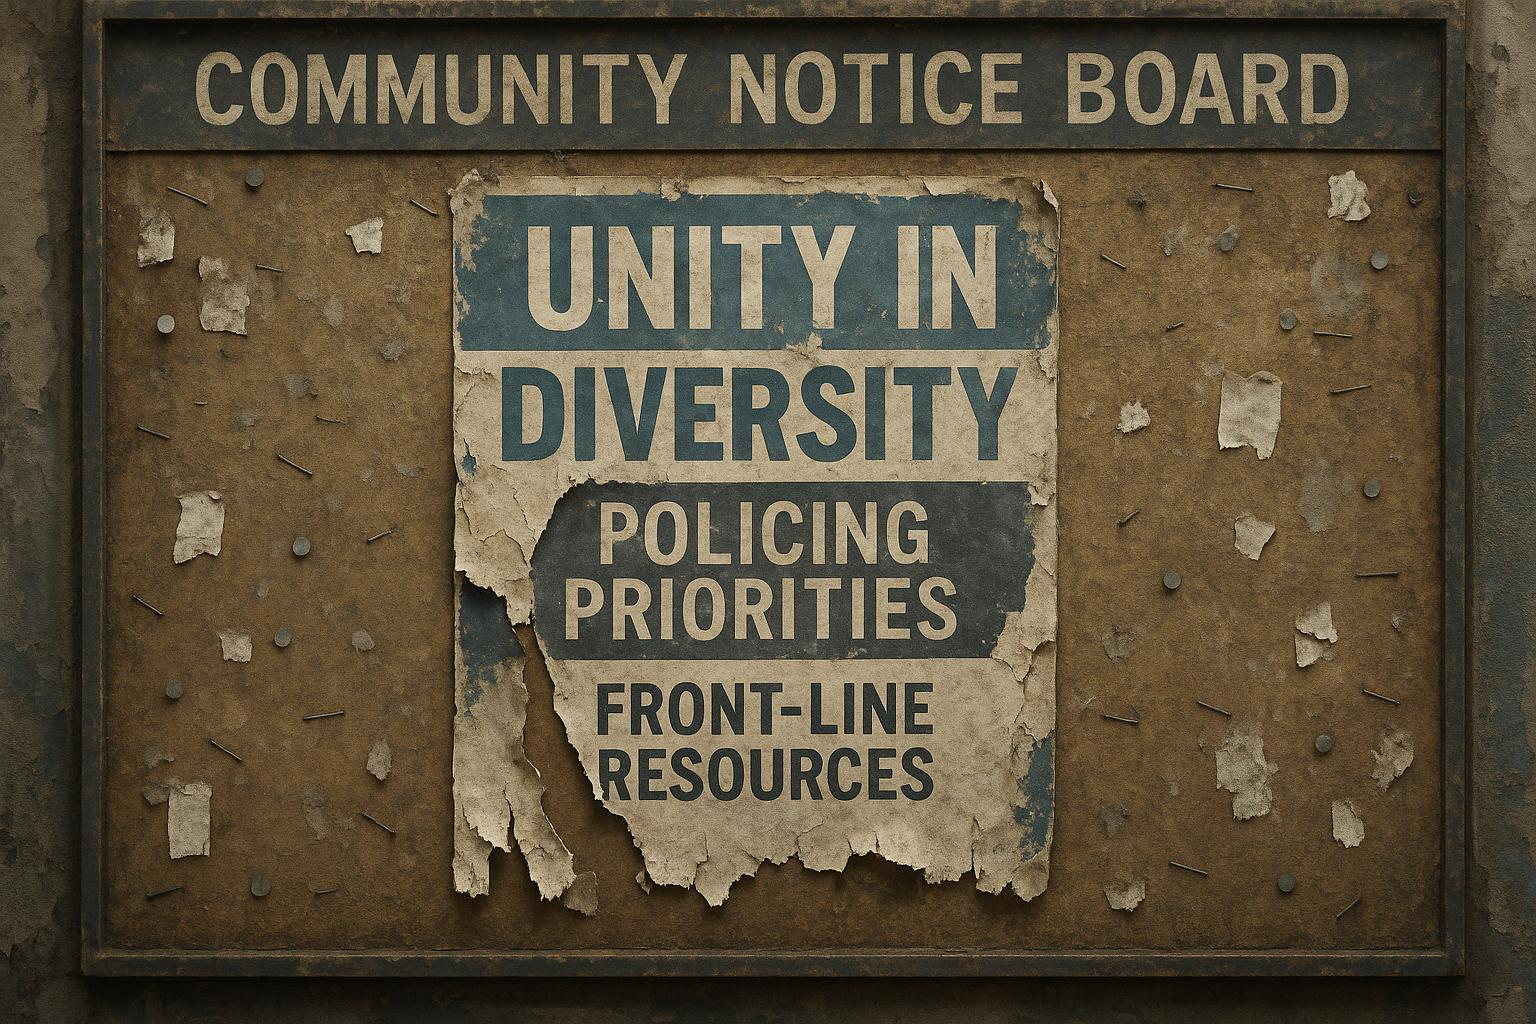 COMMUNITY NOTICE BOARD
UNITY IN
DIVERSITY
POLICING
PRIORITIES
FRONT-LINE
RESOURCES